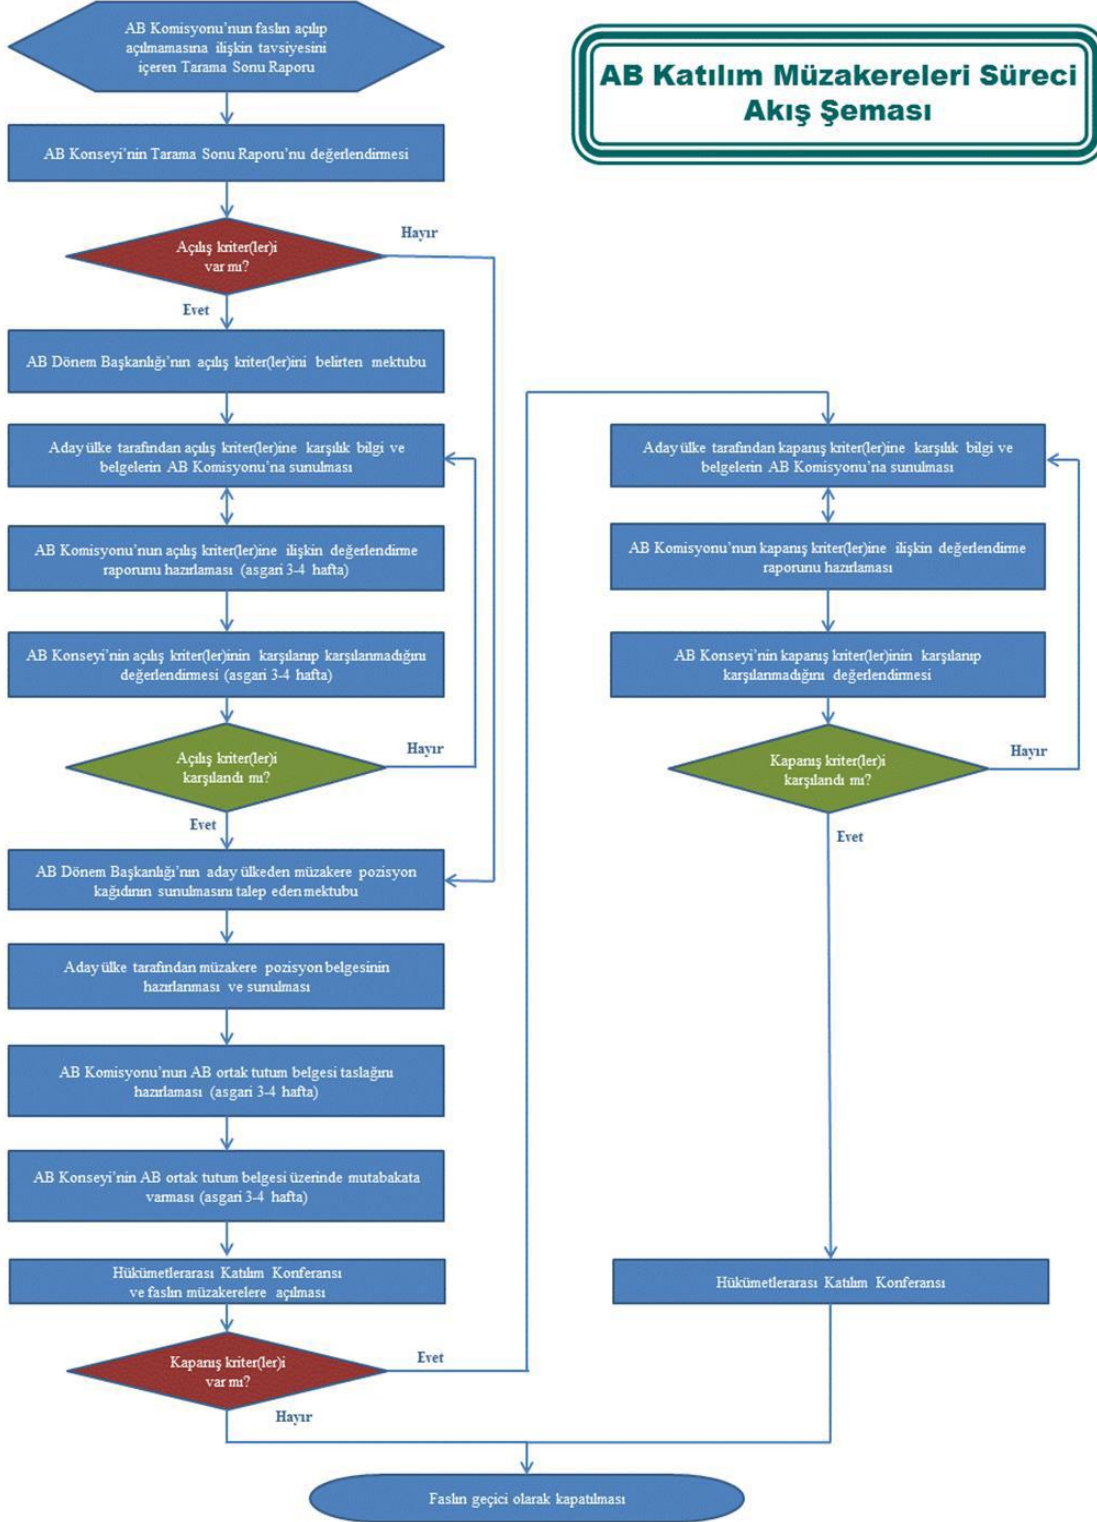 AB Komisyonu’nun faslın açılıp
açılmamasına ilişkin tavsiyesini
içeren Tarama Sonu Raporu
AB Katılım Müzakereleri Süreci
Akış Şeması
AB Konseyi’nin Tarama Sonu Raporu’nu değerlendirmesi
Açılış kriter(ler)i
var mı?
Hayır
Evet
AB Dönem Başkanlığı’nın açılış kriter(ler)ini belirten mektubu
Aday ülke tarafından açılış kriter(ler)ine karşılık bilgi ve
belgelerin AB Komisyonu’na sunulması
AB Komisyonu’nun açılış kriter(ler)ine ilişkin değerlendirme
raporunu hazırlaması (asgari 3-4 hafta)
AB Konseyi’nin açılış kriter(ler)inin karşılanıp karşılanmadığını
değerlendirmesi (asgari 3-4 hafta)
Açılış kriter(ler)i
karşılandı mı?
Hayır
Evet
AB Dönem Başkanlığı’nın aday ülkeden müzakere pozisyon
kağıdının sunulmasını talep eden mektubu
Aday ülke tarafından müzakere pozisyon belgesinin
hazırlanması ve sunulması
AB Komisyonu’nun AB ortak tutum belgesi taslağını
hazırlaması (asgari 3-4 hafta)
AB Konseyi’nin AB ortak tutum belgesi üzerinde mutabakata
varması (asgari 3-4 hafta)
Hükümetlerarası Katılım Konferansı
ve faslın müzakerelere açılması
Kapanış kriter(ler)i
var mı?
Evet
Hayır
Aday ülke tarafından kapanış kriter(ler)ine karşılık bilgi ve
belgelerin AB Komisyonu’na sunulması
AB Komisyonu’nun kapanış kriter(ler)ine ilişkin değerlendirme
raporunu hazırlaması
AB Konseyi’nin kapanış kriter(ler)inin karşılanıp
karşılanmadığını değerlendirmesi
Kapanış kriter(ler)i
karşılandı mı?
Hayır
Evet
Hükümetlerarası Katılım Konferansı
Faslın geçici olarak kapatılması